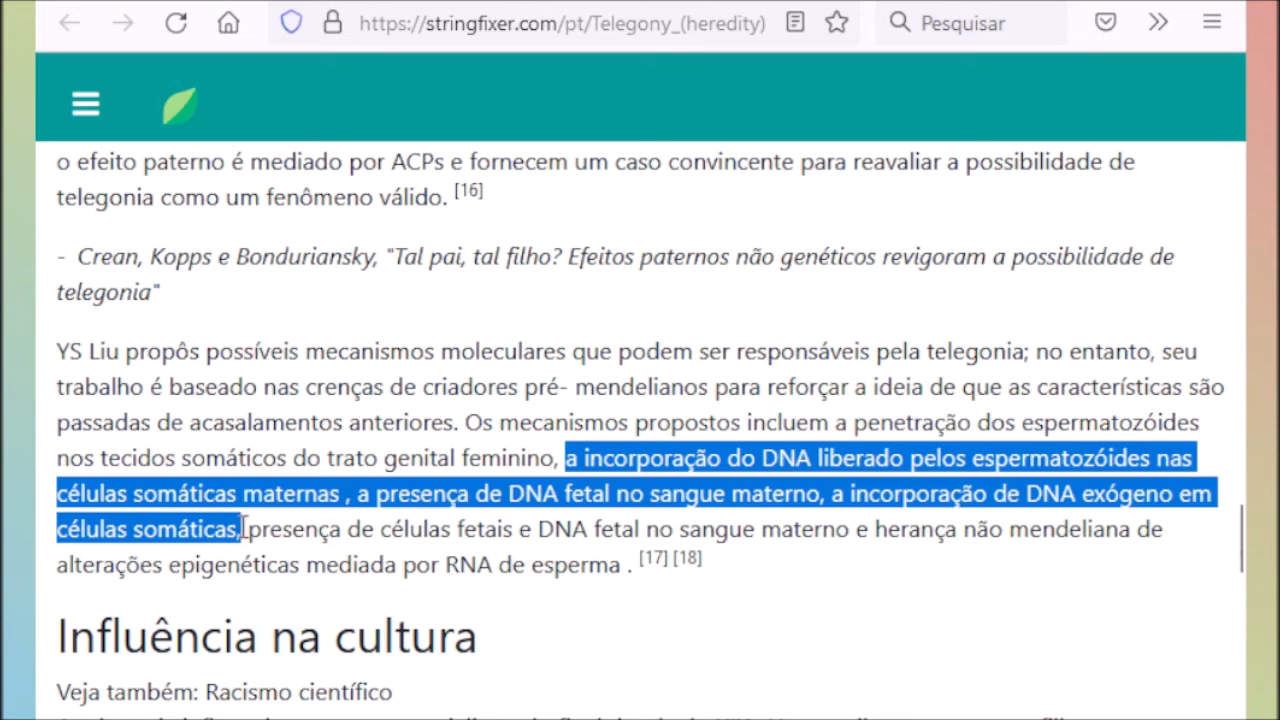 https://stringfixer.com/pt/Telegony_(heredity)
Pesquisar
o efeito paterno é mediado por ACPs e fornecem um caso convincente para reavaliar a possibilidade de
telegonia como um fenômeno válido. [16]
- Crean, Kopps e Bonduriansky, "Tal pai, tal filho? Efeitos paternos não genéticos revigoram a possibilidade de
telegonia"
YS Liu propôs possíveis mecanismos moleculares que podem ser responsáveis pela telegonia; no entanto, seu
trabalho é baseado nas crenças de criadores pré- mendelianos para reforçar a ideia de que as características são
passadas de acasalamentos anteriores. Os mecanismos propostos incluem a penetração dos espermatozóides
nos tecidos somáticos do trato genital feminino, a incorporação do DNA liberado pelos espermatozóides nas
células somáticas maternas , a presença de DNA fetal no sangue materno, a incorporação de DNA exógeno em
células somáticas, presença de células fetais e DNA fetal no sangue materno e herança não mendeliana de
alterações epigenéticas mediada por RNA de esperma . [17] [18]
Influência na cultura
Veja também: Racismo científico